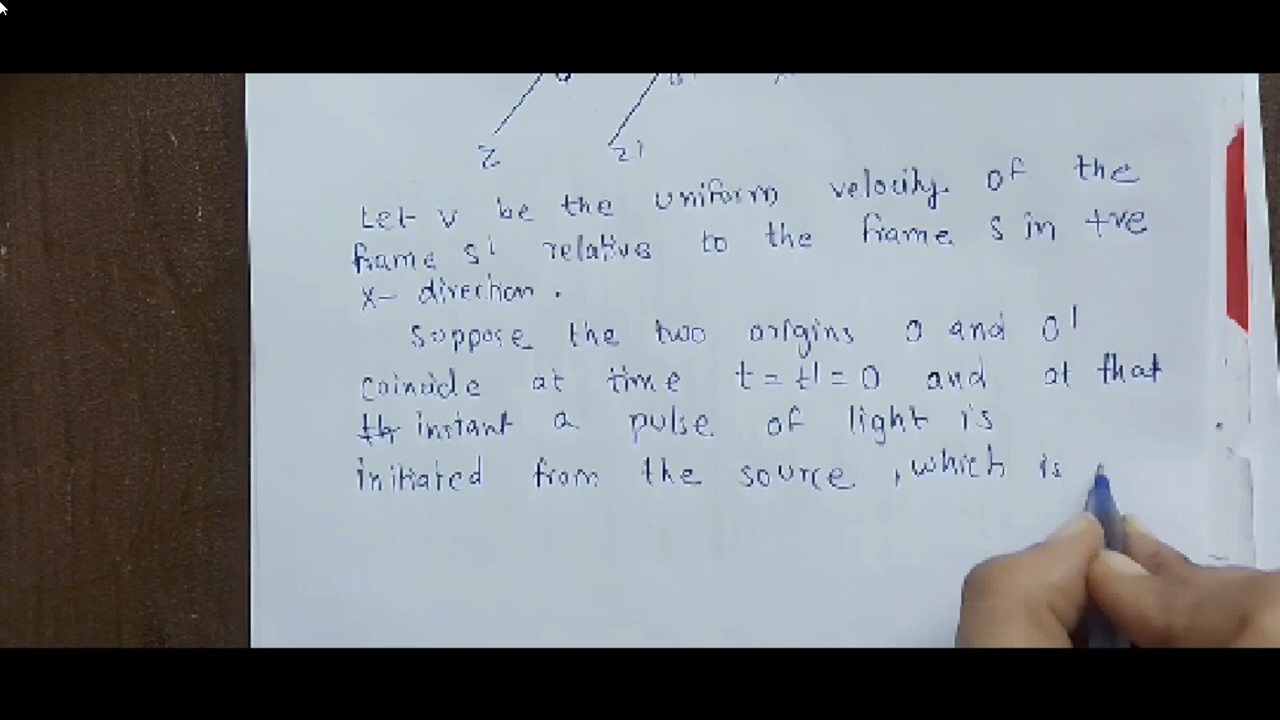 Z Z'
Let v be the uniform velocity of the
frame s' relative to the frame s in +ve
x- direction.
Suppose the two origins o and o'
coincide at time t = t' = 0 and at that
instant a pulse of light is
initiated from the source, which is